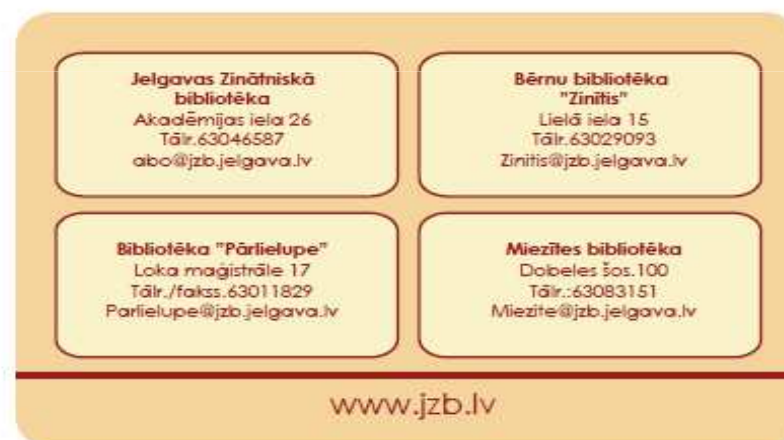 Jelgavas Zinātniskā
bibliotēka
Akadēmijas iela 26
Tālr.63046587
abo@jzb.jelgava.lv
Bērnu bibliotēka
"Zinītis"
Lielā iela 15
Tālr.63029093
Zinitis@jzb.jelgava.lv
Bibliotēka "Pārlielupe"
Loka maģistrāle 17
Tālr./fakss.63011829
Parlielupe@jzb.jelgava.lv
Miezītes bibliotēka
Dobeles šos.100
Tālr.:63083151
Miezite@jzb.jelgava.lv
www.jzb.lv